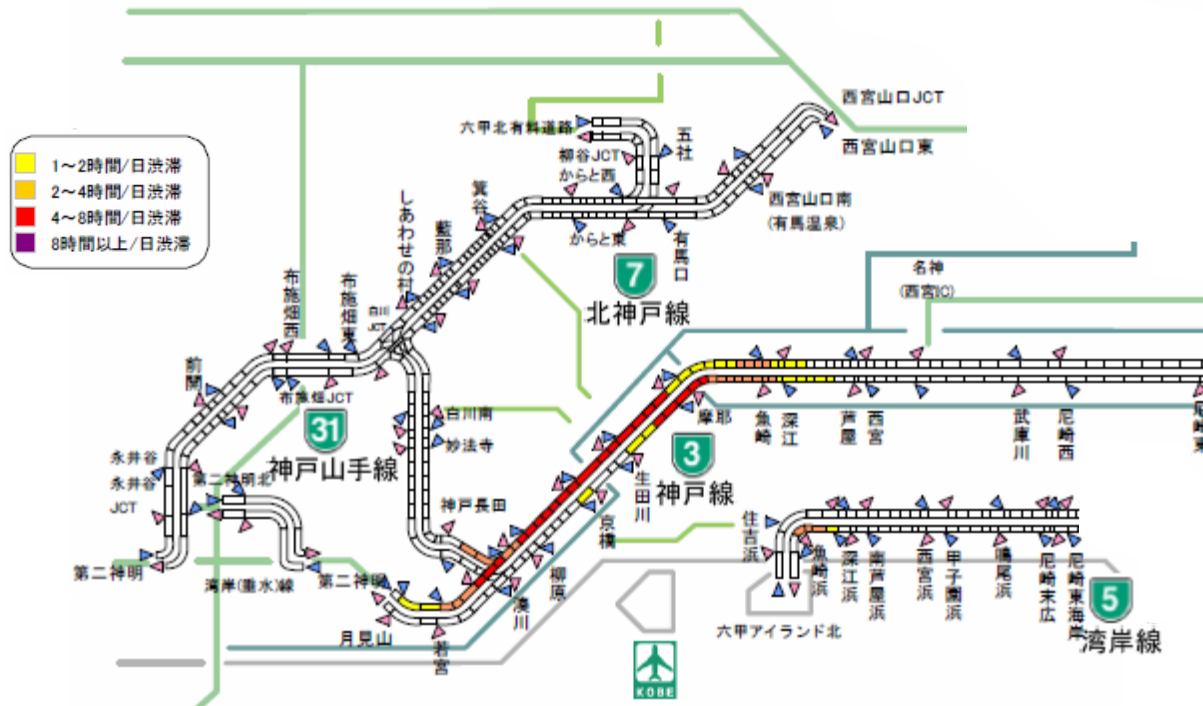 1～2時間/日渋滞
2～4時間/日渋滞
4～8時間/日渋滞
8時間以上/日渋滞
西宮山口JCT
西宮山口東
六甲北有料道路
五社
柳谷JCT
からと西
西宮山口南
(有馬温泉)
からと東
有馬口
箕谷
藍那
しあわせの村
白川
JCT
布施畑東
布施畑西
7
北神戸線
名神
(西宮IC)
前開
布施畑JCT
31
神戸山手線
白川南
妙法寺
永井谷
永井谷
JCT
第二神明北
神戸長田
第二神明
湾岸(垂水)線
第二神明
月見山
若宮
湊川
柳原
京橋
生田川
3
神戸線
摩耶
魚崎
深江
芦屋
西宮
武庫川
尼崎西
尼崎東
住吉浜
魚崎浜
深江浜
南芦屋浜
西宮浜
甲子園浜
鳴尾浜
尼崎末広
尼崎東海岸
六甲アイランド北
5
湾岸線
KOBE